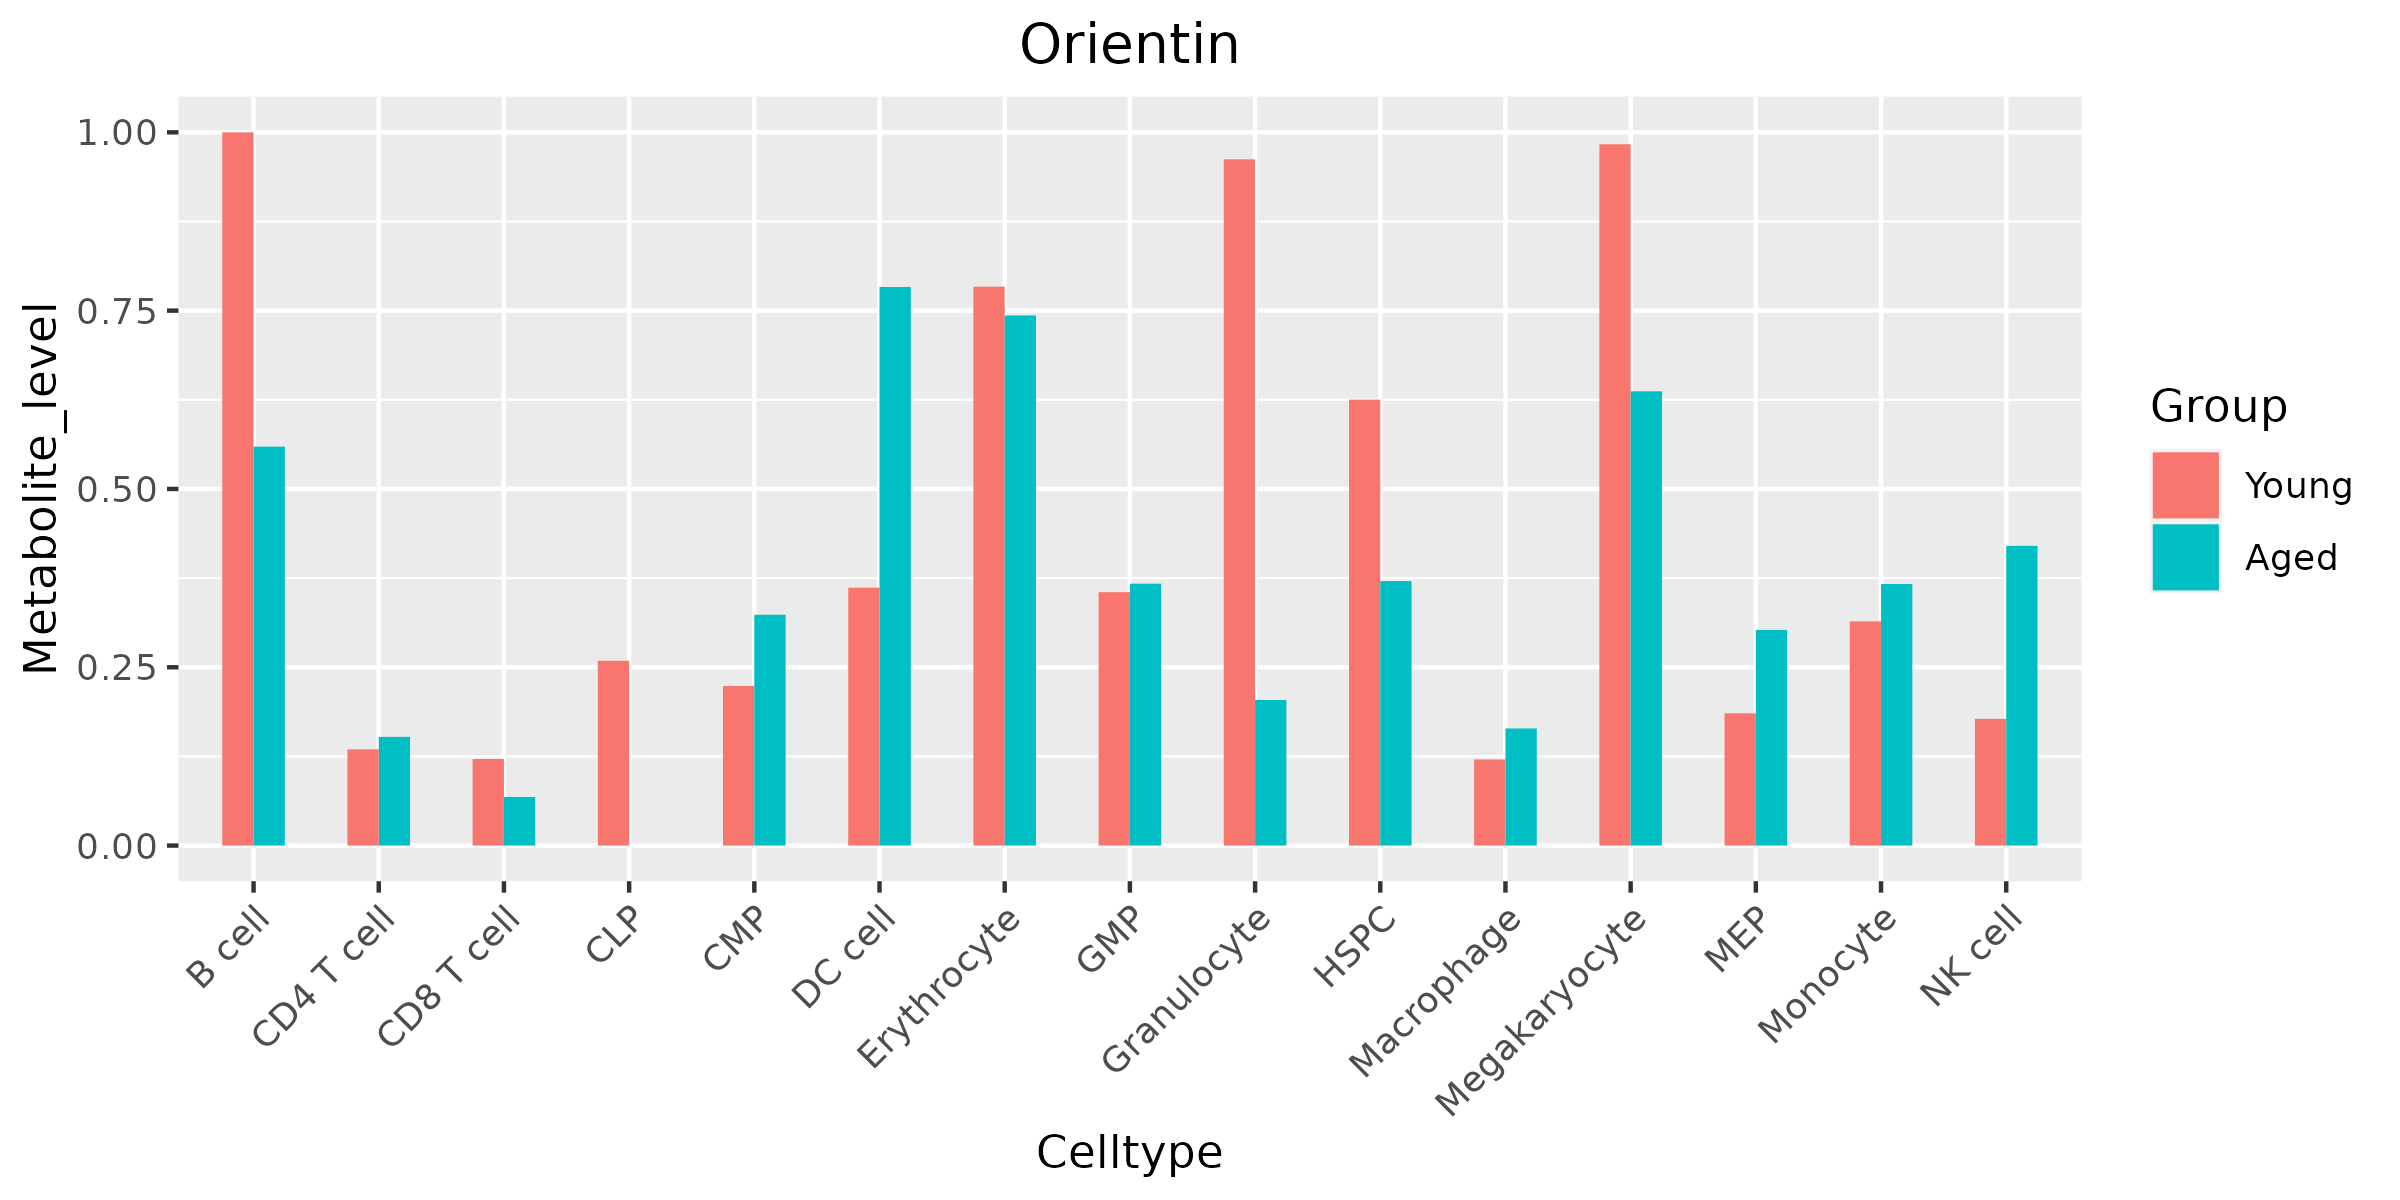 Orientin
Metabolite_level
1.00
0.75
0.50
0.25
0.00
B cell
CD4 T cell
CD8 T cell
CLP
CMP
DC cell
Erythrocyte
GMP
Granulocyte
HSPC
Macrophage
Megakaryocyte
MEP
Monocyte
NK cell
Celltype
Group
Young
Aged